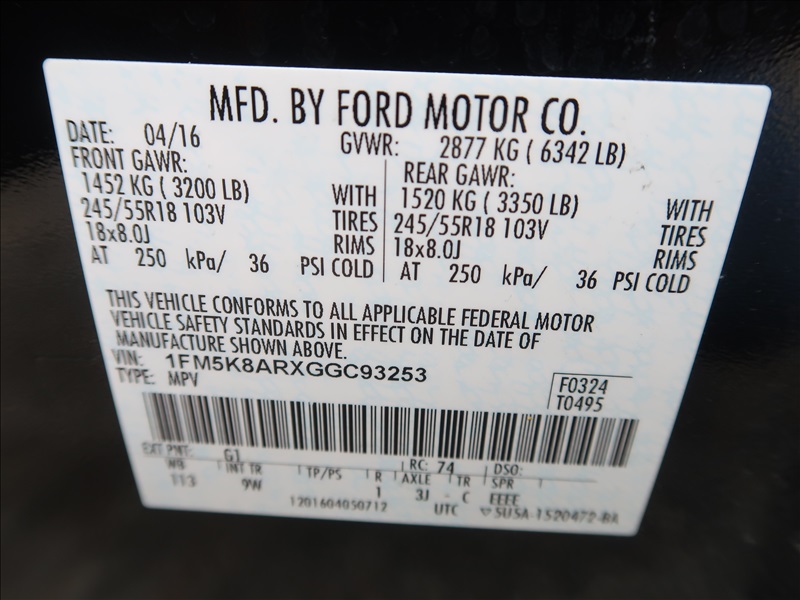 MFD. BY FORD MOTOR CO.
DATE: 04/16 GVWR: 2877 KG ( 6342 LB)
FRONT GAWR: REAR GAWR:
1452 KG ( 3200 LB) WITH 1520 KG ( 3350 LB) WITH
245/55R18 103V TIRES 245/55R18 103V TIRES
18x8.0J RIMS 18x8.0J RIMS
AT 250 kPa/ 36 PSI COLD AT 250 kPa/ 36 PSI COLD
THIS VEHICLE CONFORMS TO ALL APPLICABLE FEDERAL MOTOR
VEHICLE SAFETY STANDARDS IN EFFECT ON THE DATE OF
MANUFACTURE SHOWN ABOVE.
VIN: 1FM5K8ARXGGC93253
TYPE: MPV
F0324
T0495
EXT PNT: G1 RC: 74 DSO:
WB INT TR TP/PS R AXLE TR SPR
113 9W 1 3J - C EEEE
1201604050712 UTC SU5A-1520472-BA